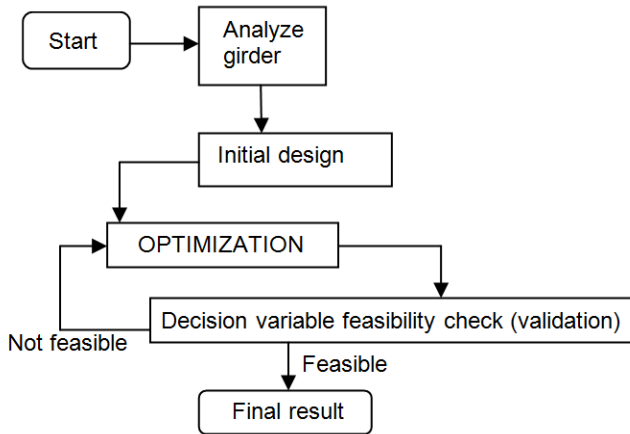 Start
Analyze
girder
Initial design
OPTIMIZATION
Decision variable feasibility check (validation)
Not feasible
Feasible
Final result